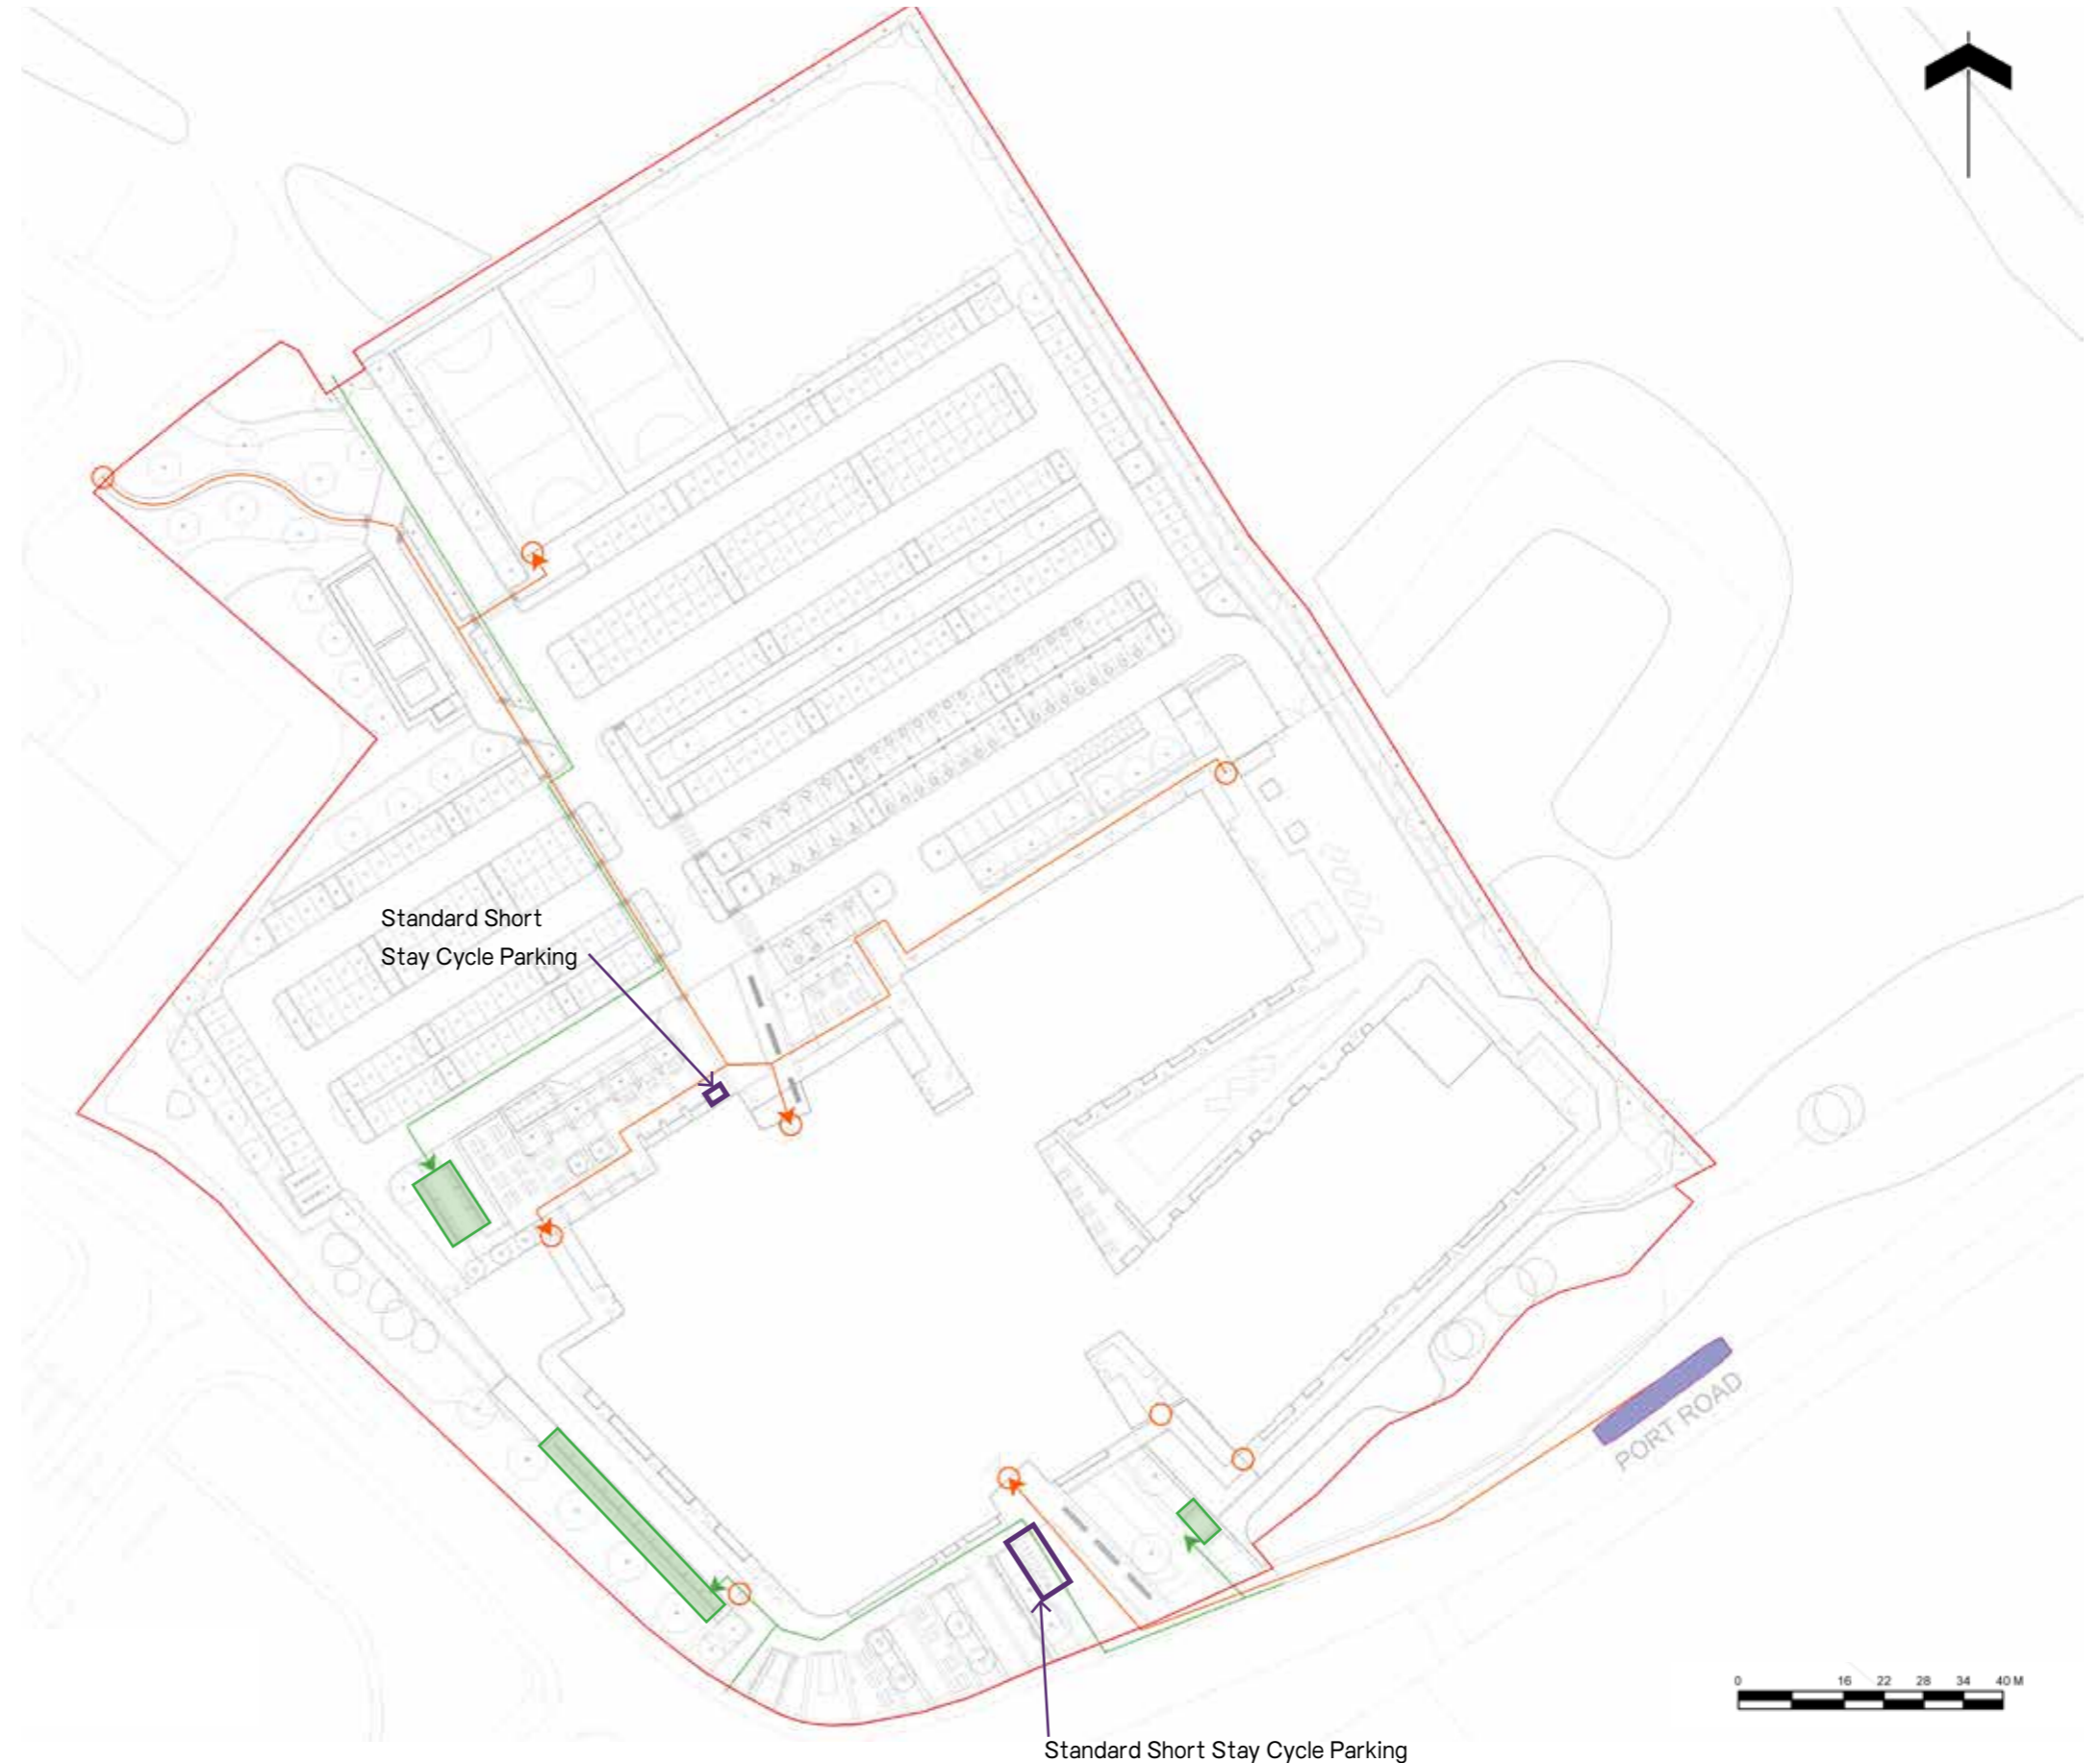 Standard Short
Stay Cycle Parking
PORT ROAD
0 16 22 28 34 40 M
Standard Short Stay Cycle Parking